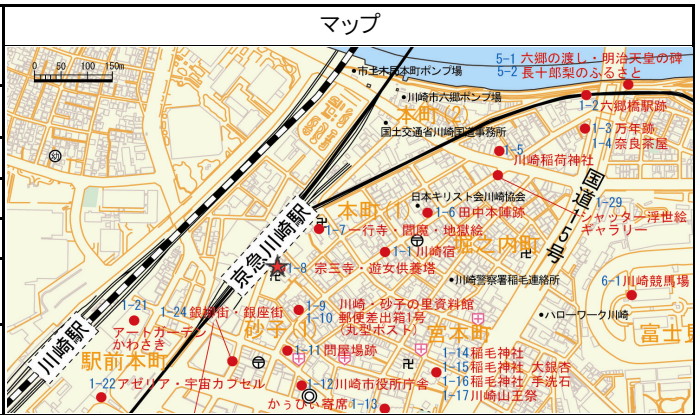 マップ
0 50 100 150m
5-1 六郷の渡し・明治天皇の碑
5-2 長十郎梨のふるさと
川崎市六郷ポンプ場
本町(2)
国土交通省川崎国道事務所
1-2 六郷橋駅跡
1-3 万年跡
1-4 奈良茶屋
1-5
川崎稲荷神社
国道15号
1-29
シャッター浮世絵
ギャラリー
日本キリスト会川崎協会
本町(1)
1-6 田中本陣跡
1-7 一行寺・閻魔・地獄絵
京急川崎駅
堀之内町
1-1 川崎宿
1-8 宗三寺・遊女供養塔
川崎警察署稲毛連絡所
6-1 川崎競馬場
1-21
アートガーデン
かわさき
1-24 銀柳街・銀座街
1-9 川崎・砂子の里資料館
1-10 郵便差出箱1号
(丸型ポスト)
ハローワーク川崎
砂子(1)
宮本町
富士見
川崎駅
駅前本町
1-11 問屋場跡
1-14 稲毛神社
1-15 稲毛神社 大銀杏
1-16 稲毛神社 手洗石
1-17 川崎山王祭
1-22 アゼリア・宇宙カプセル
1-12 川崎市役所庁舎
かぅひぃ寄席 1-13